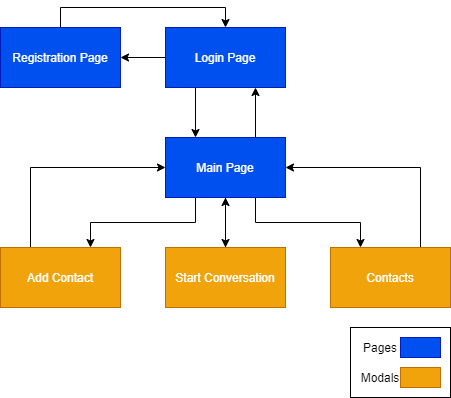 Registration Page
Login Page
Main Page
Add Contact
Start Conversation
Contacts
Pages
Modals